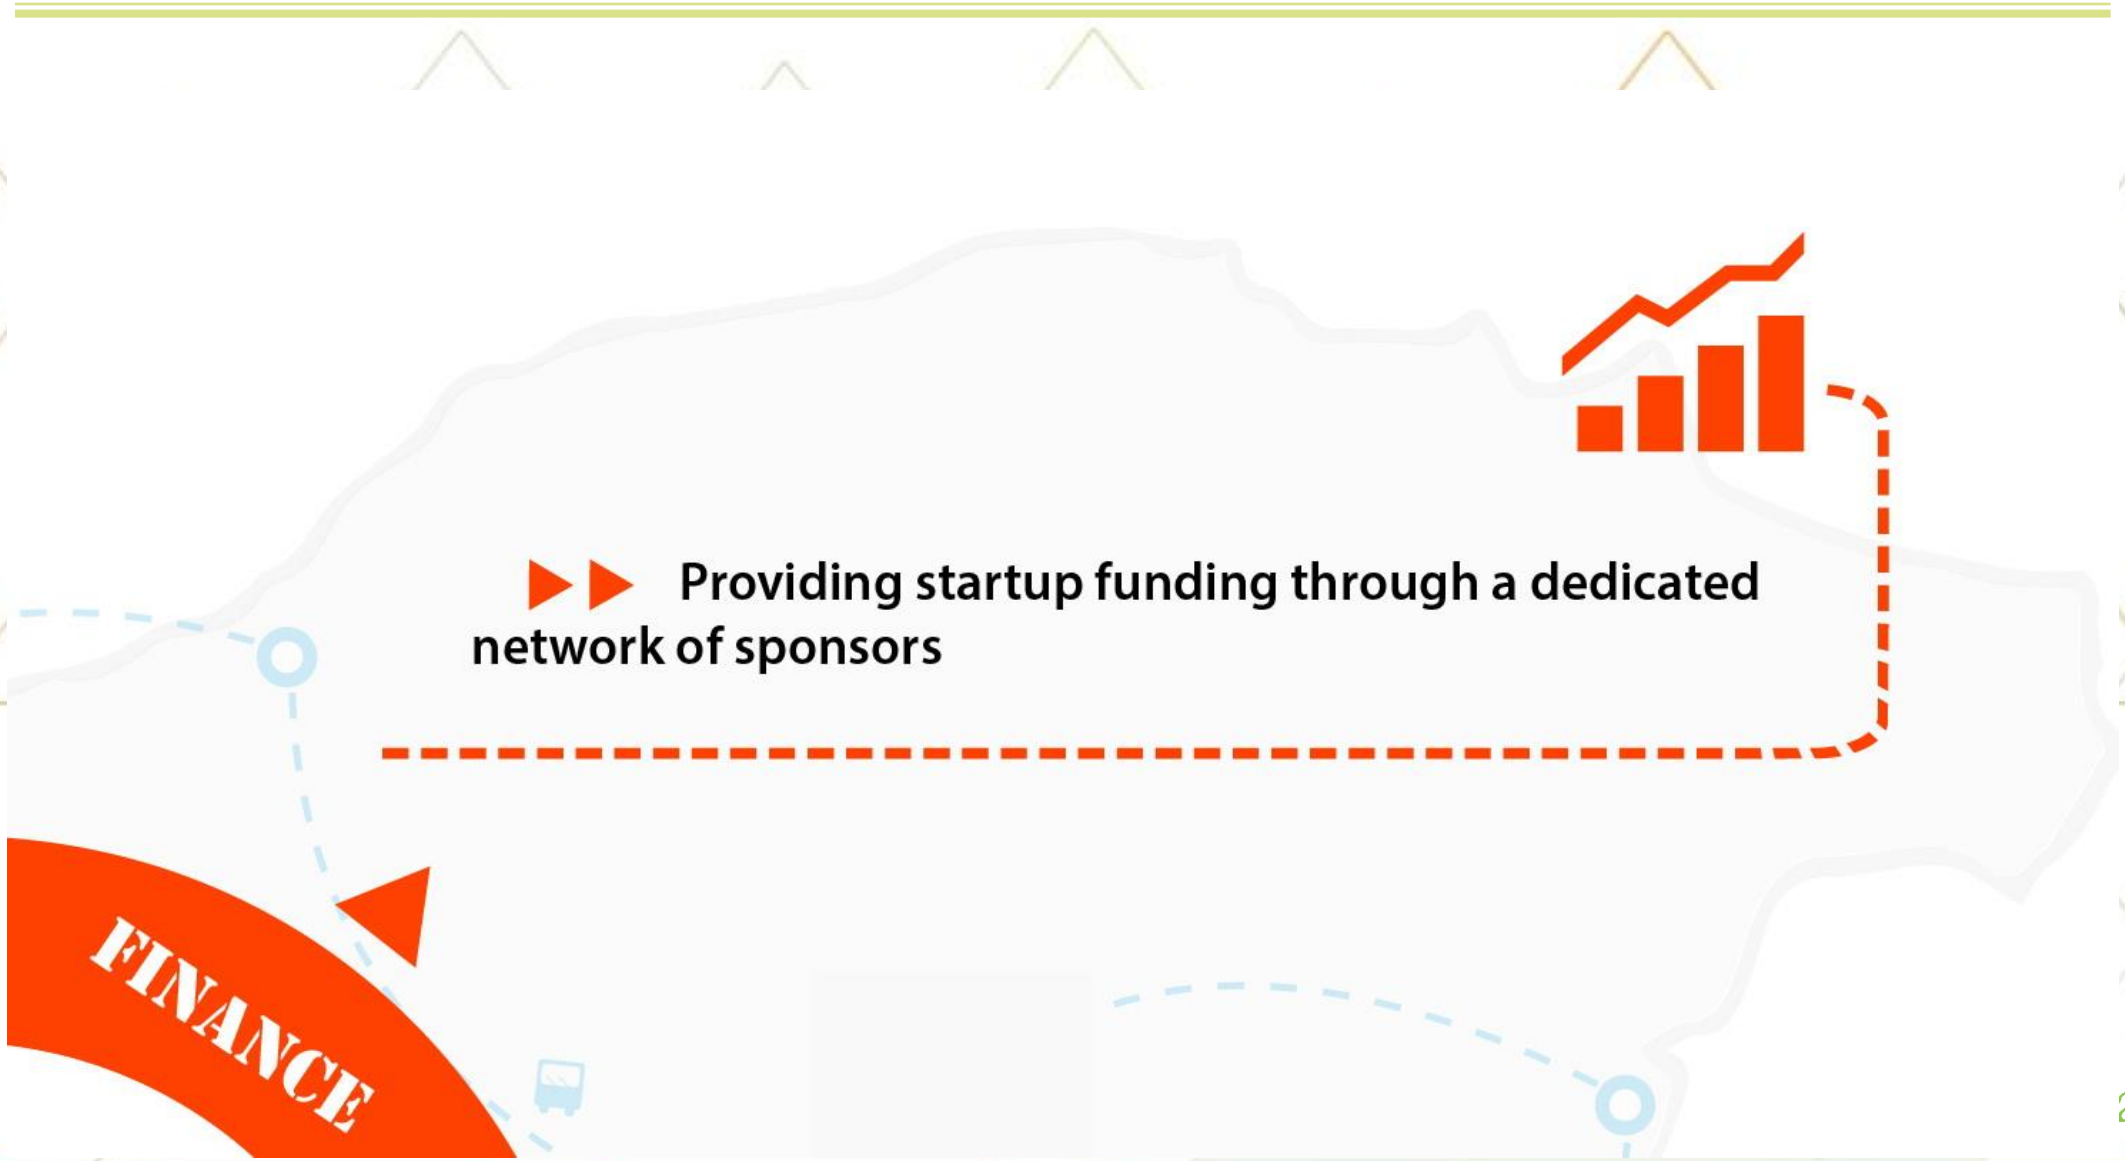 Providing startup funding through a dedicated
network of sponsors
FINANCE